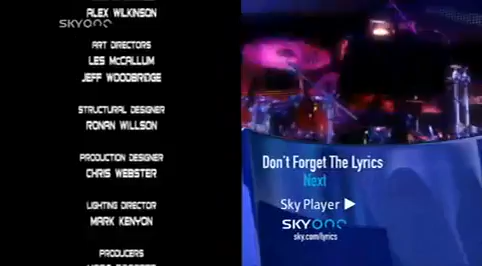 ALEX WILKINSON
SKY ONE
ART DIRECTORS
LES McCALLUM
JEFF WOODBRIDGE
STRUCTURAL DESIGNER
RONAN WILLSON
PRODUCTION DESIGNER
CHRIS WEBSTER
LIGHTING DIRECTOR
MARK KENYON
PRODUCERS
Don't Forget The Lyrics
Next
Sky Player
SKY ONE
sky.com/lyrics